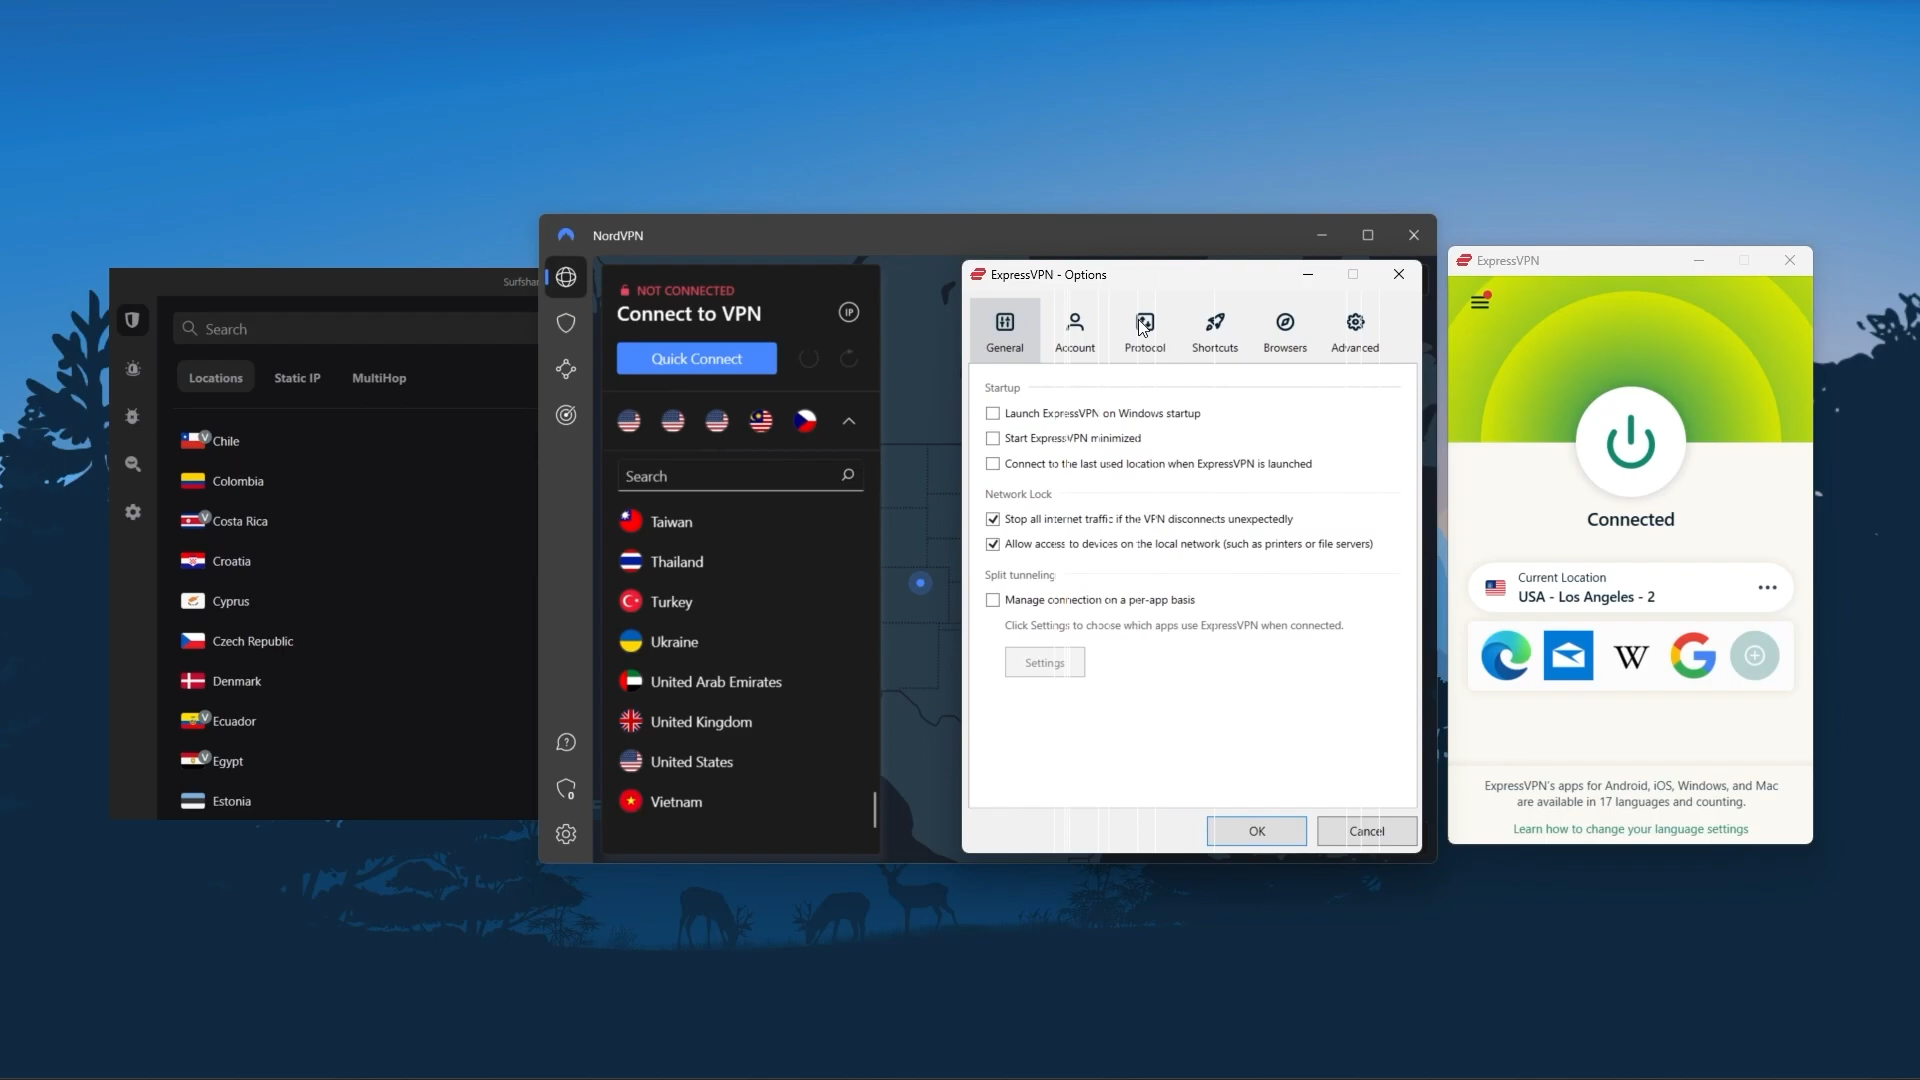 Surfshar
Search
Locations
Static IP
MultiHop
Chile
Colombia
Costa Rica
Croatia
Cyprus
Czech Republic
Denmark
Ecuador
Egypt
Estonia
NordVPN
NOT CONNECTED
Connect to VPN
IP
Quick Connect
Search
Taiwan
Thailand
Turkey
Ukraine
United Arab Emirates
United Kingdom
United States
Vietnam
ExpressVPN - Options
General
Account
Protocol
Shortcuts
Browsers
Advanced
Startup
Launch ExpressVPN on Windows startup
Start ExpressVPN minimized
Connect to the last used location when ExpressVPN is launched
Network Lock
Stop all internet traffic if the VPN disconnects unexpectedly
Allow access to devices on the local network (such as printers or file servers)
Split tunneling
Manage connection on a per-app basis
Click Settings to choose which apps use ExpressVPN when connected.
Settings
OK
Cancel
ExpressVPN
Connected
Current Location
USA - Los Angeles - 2
W
ExpressVPN's apps for Android, iOS, Windows, and Mac
are available in 17 languages and counting.
Learn how to change your language settings